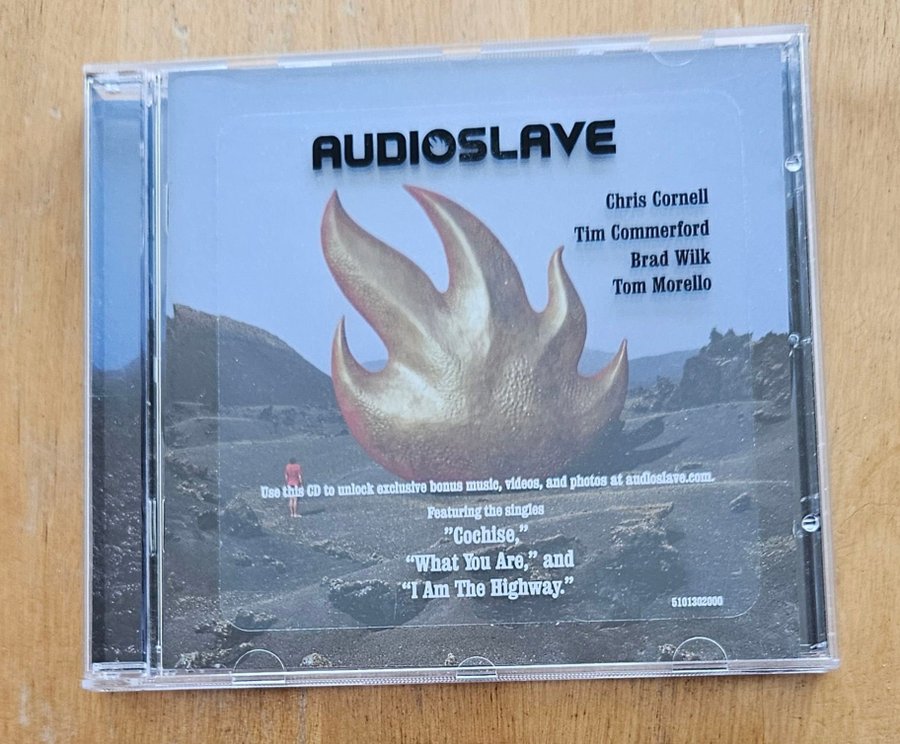 AUDIOSLAVE
Chris Cornell
Tim Commerford
Brad Wilk
Tom Morello
Use this CD to unlock exclusive bonus music, videos, and photos at audioslave.com.
Featuring the singles
"Cochise,"
"What You Are," and
"I Am The Highway."
5101302000